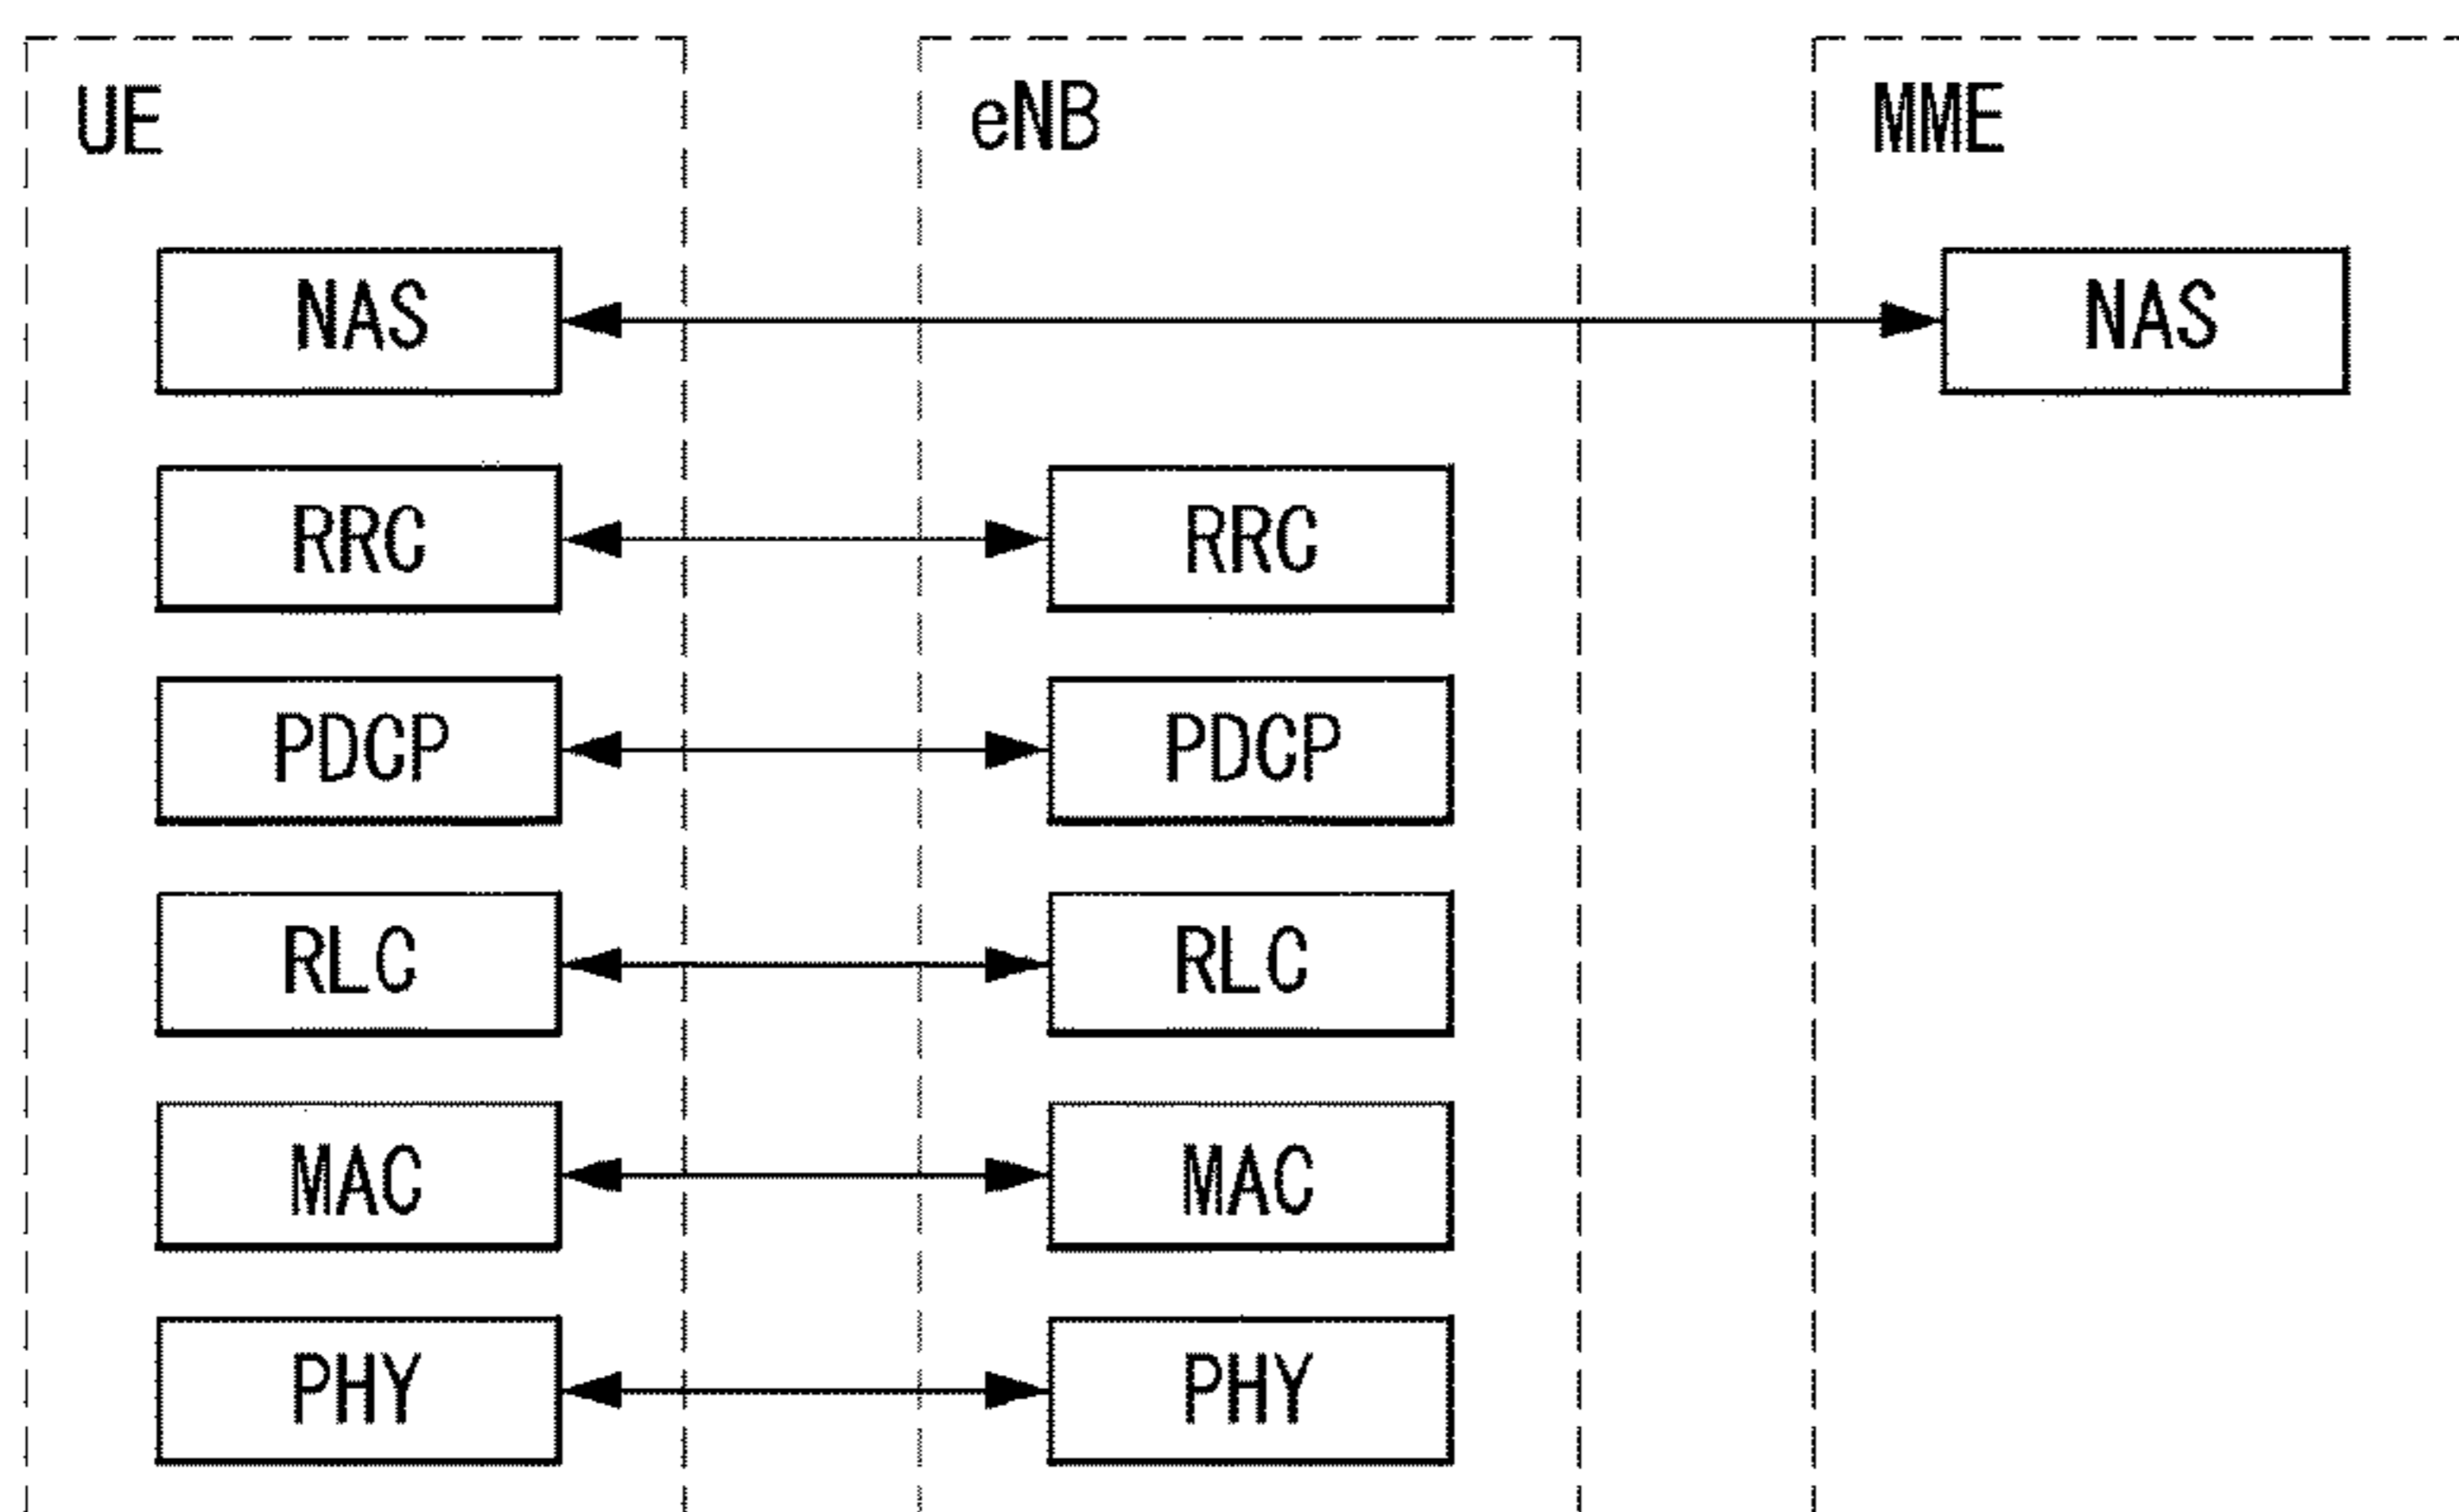 UE eNB MME
NAS NAS
RRC RRC
PDCP PDCP
RLC RLC
MAC MAC
PHY PHY